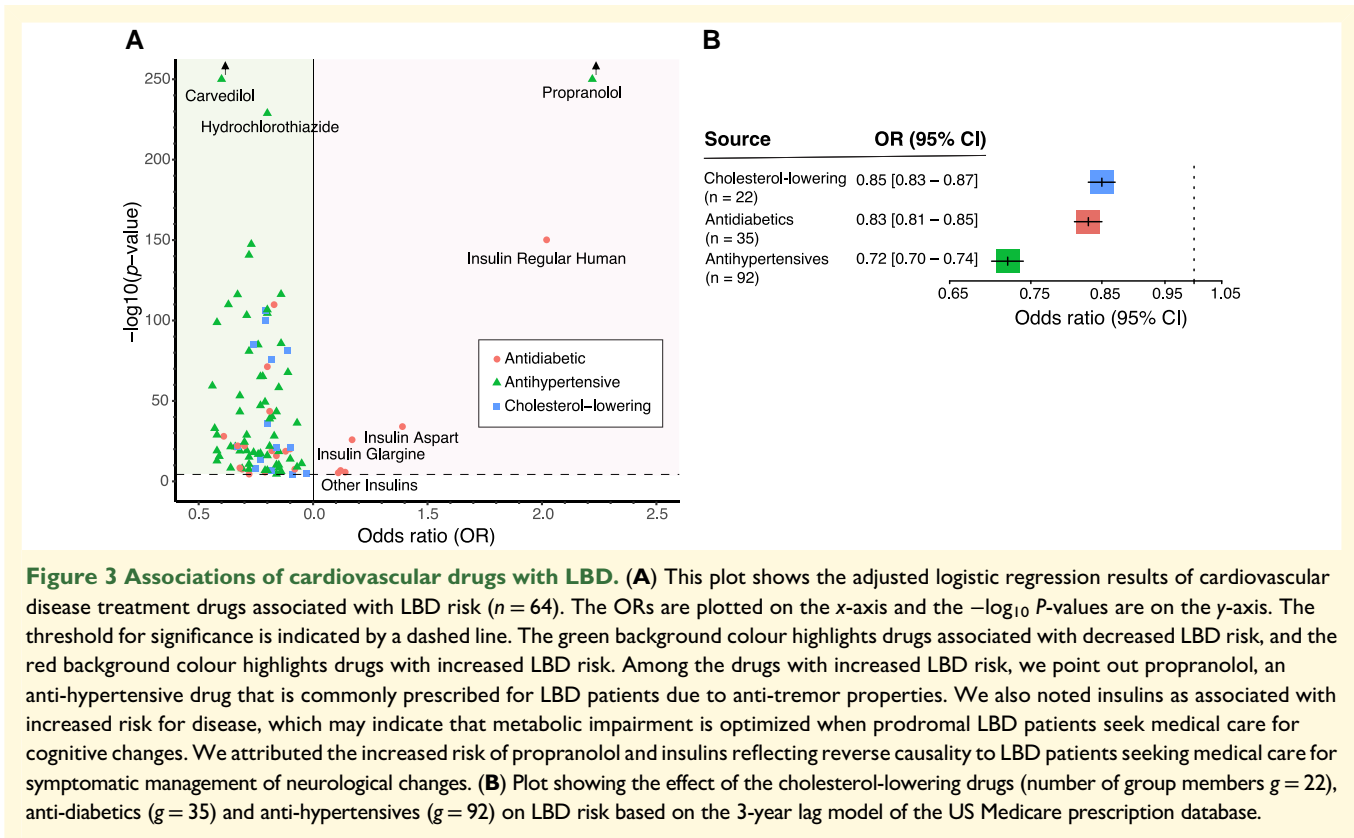 A
−log10(p−value)
250
200
150
100
50
0
Carvedilol
Hydrochlorothiazide
Propranolol
Insulin Regular Human
Antidiabetic
Antihypertensive
Cholesterol−lowering
Insulin Aspart
Insulin Glargine
Other Insulins
0.5 0.0 1.5 2.0 2.5
Odds ratio (OR)
B
Source OR (95% CI)
Cholesterol-lowering 0.85 [0.83 – 0.87]
(n = 22)
Antidiabetics 0.83 [0.81 – 0.85]
(n = 35)
Antihypertensives 0.72 [0.70 – 0.74]
(n = 92)
0.65 0.75 0.85 0.95 1.05
Odds ratio (95% CI)
Figure 3 Associations of cardiovascular drugs with LBD. (A) This plot shows the adjusted logistic regression results of cardiovascular
disease treatment drugs associated with LBD risk (n = 64). The ORs are plotted on the x-axis and the −log₁₀ P-values are on the y-axis. The
threshold for significance is indicated by a dashed line. The green background colour highlights drugs associated with decreased LBD risk, and the
red background colour highlights drugs with increased LBD risk. Among the drugs with increased LBD risk, we point out propranolol, an
anti-hypertensive drug that is commonly prescribed for LBD patients due to anti-tremor properties. We also noted insulins as associated with
increased risk for disease, which may indicate that metabolic impairment is optimized when prodromal LBD patients seek medical care for
cognitive changes. We attributed the increased risk of propranolol and insulins reflecting reverse causality to LBD patients seeking medical care for
symptomatic management of neurological changes. (B) Plot showing the effect of the cholesterol-lowering drugs (number of group members g = 22),
anti-diabetics (g = 35) and anti-hypertensives (g = 92) on LBD risk based on the 3-year lag model of the US Medicare prescription database.